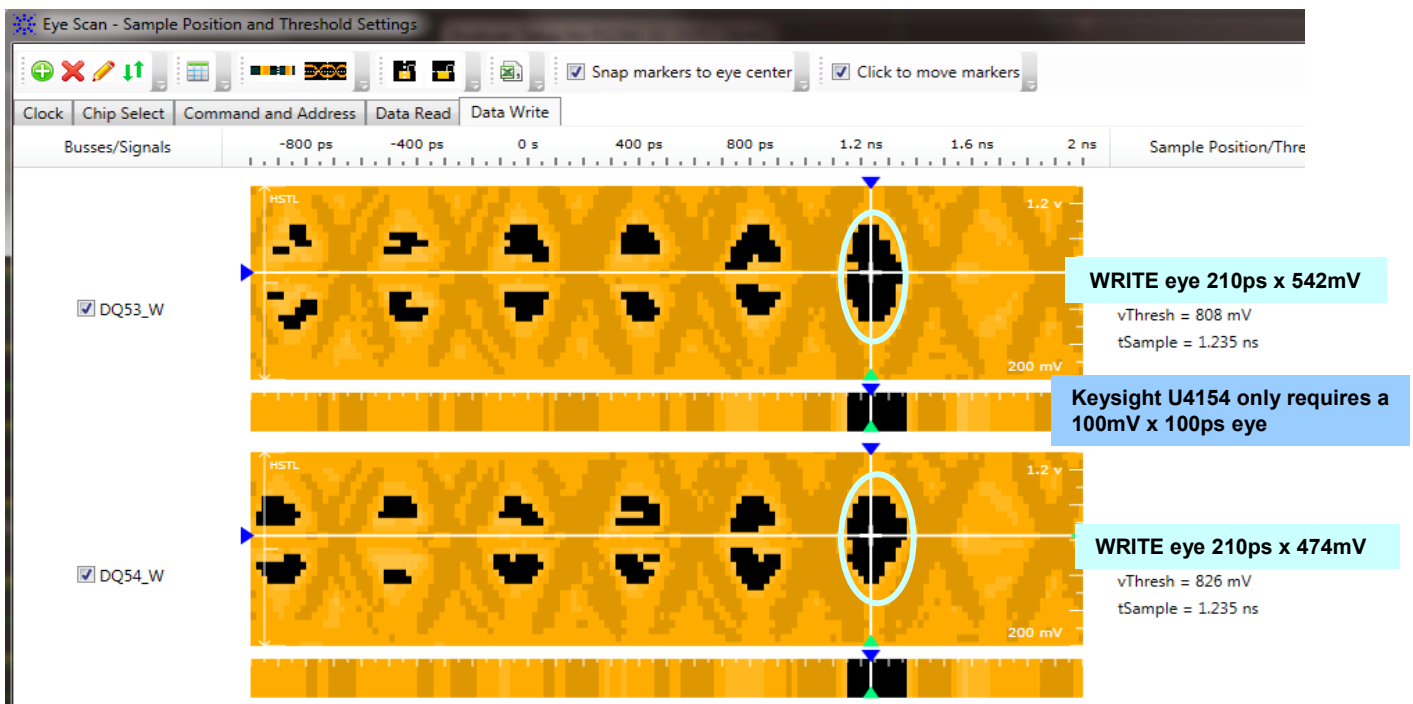 Eye Scan - Sample Position and Threshold Settings
Snap markers to eye center
Click to move markers
Clock
Chip Select
Command and Address
Data Read
Data Write
Busses/Signals
-800 ps
-400 ps
0 s
400 ps
800 ps
1.2 ns
1.6 ns
2 ns
Sample Position/Thre
HSTL
1.2 v
WRITE eye 210ps x 542mV
DQ53_W
vThresh = 808 mV
tSample = 1.235 ns
200 mV
Keysight U4154 only requires a
100mV x 100ps eye
HSTL
1.2 v
WRITE eye 210ps x 474mV
DQ54_W
vThresh = 826 mV
tSample = 1.235 ns
200 mV